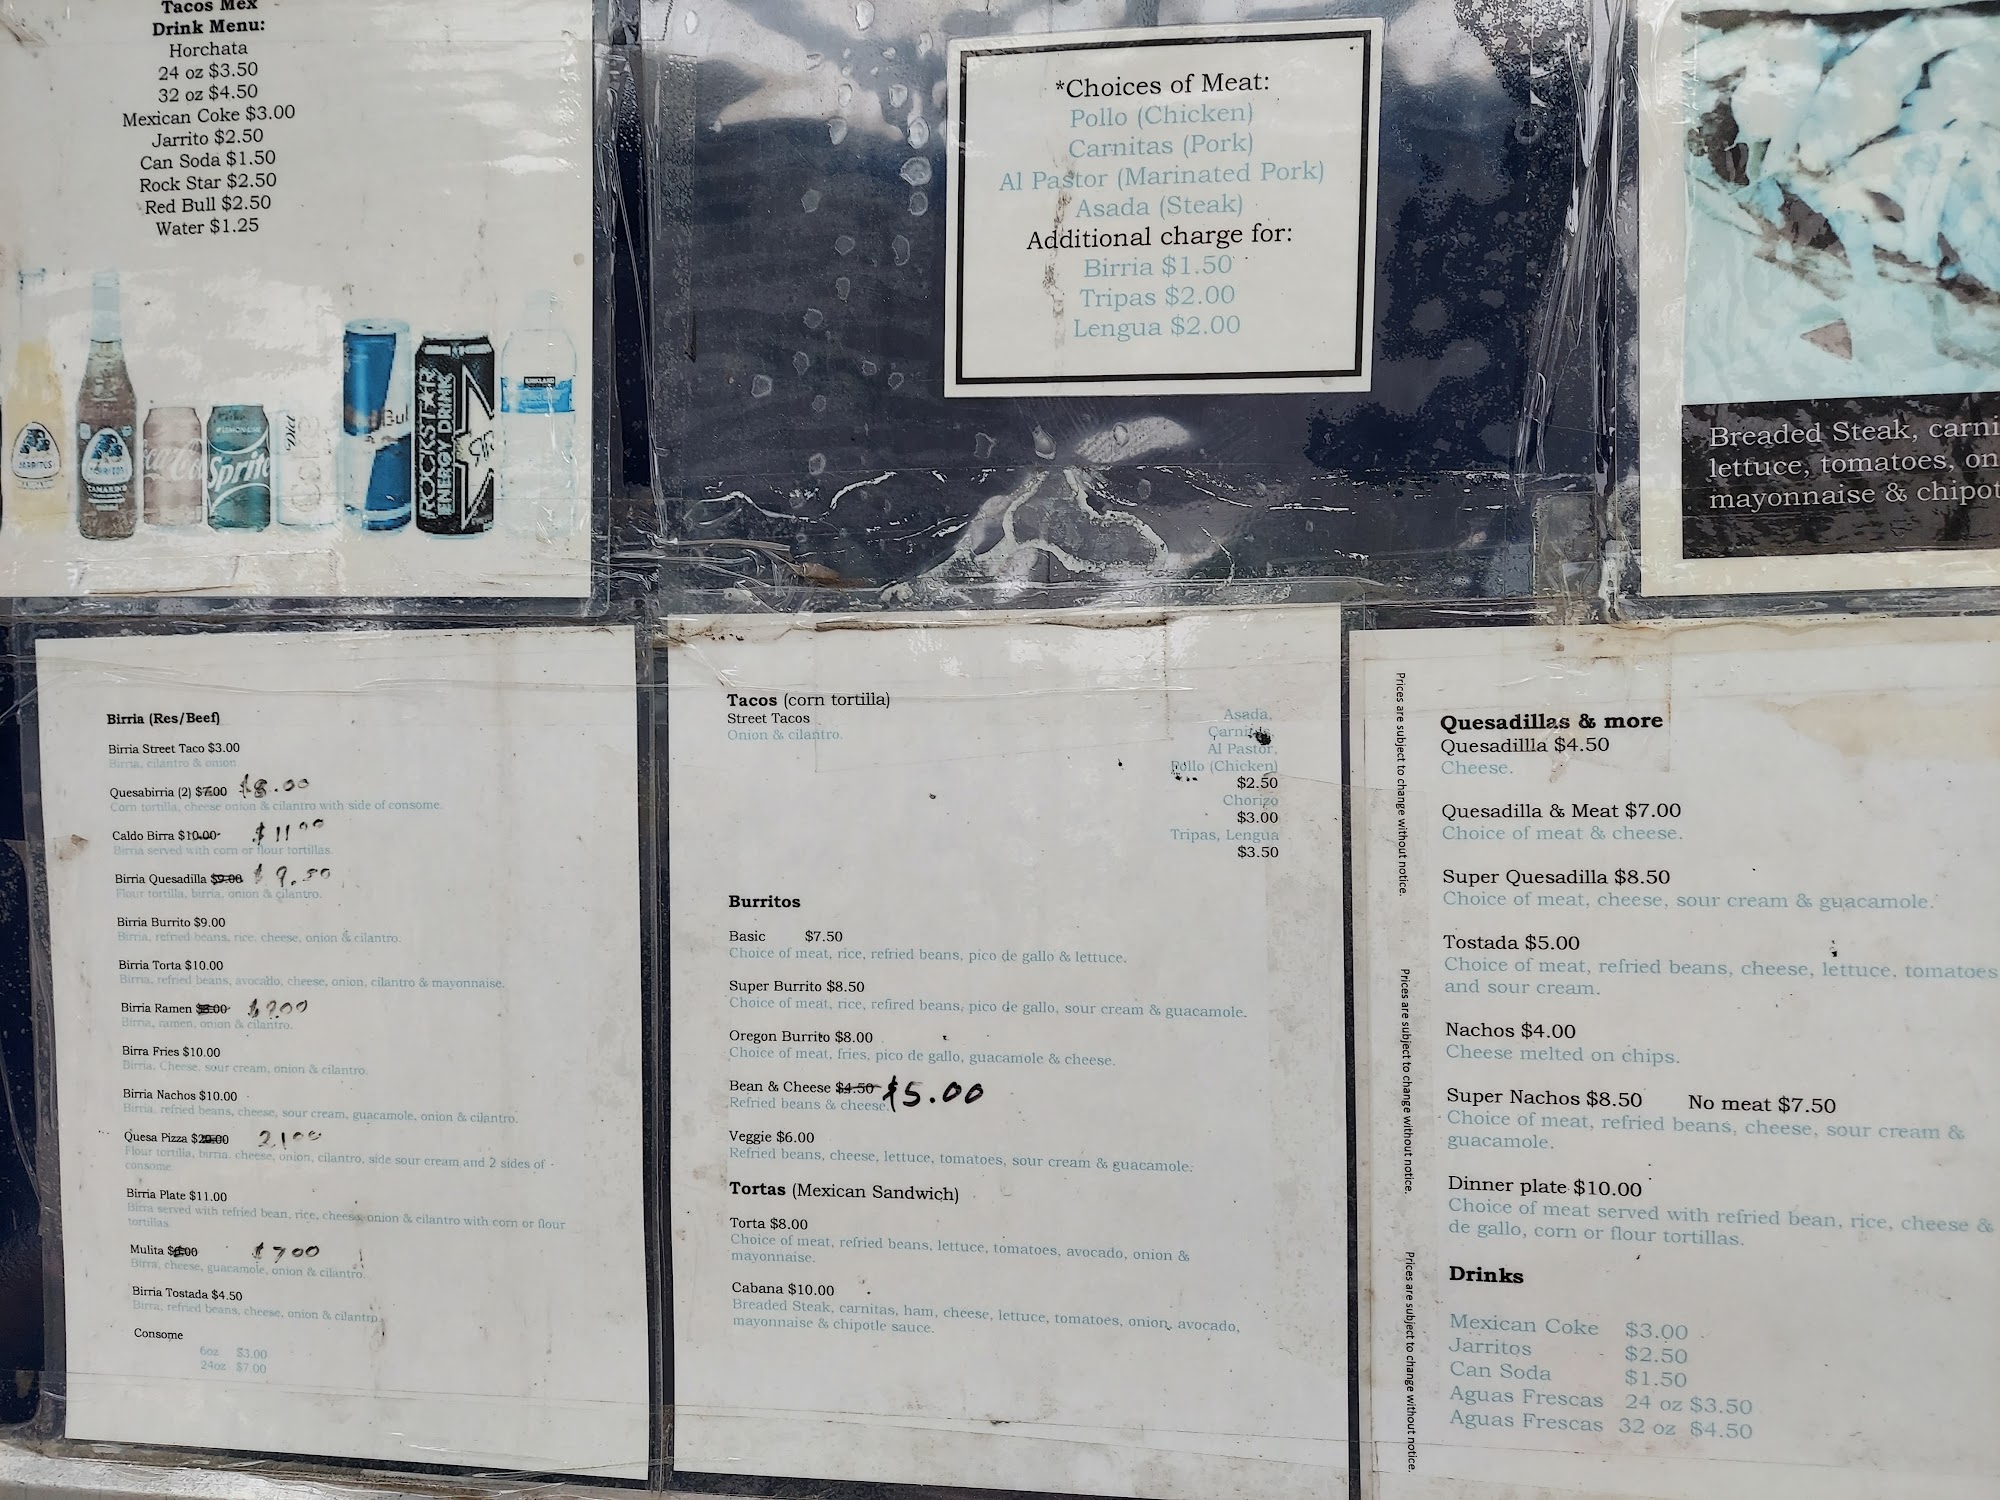 Tacos Mex
Drink Menu:
Horchata
24 oz $3.50
32 oz $4.50
Mexican Coke $3.00
Jarrito $2.50
Can Soda $1.50
Rock Star $2.50
Red Bull $2.50
Water $1.25
JARRITOS
JARRITOS
TAMARINDO
Coca-Cola
Sprite
ROCKSTAR
ENERGY DRINK
KIRKLAND
*Choices of Meat:
Pollo (Chicken)
Carnitas (Pork)
Al Pastor (Marinated Pork)
Asada (Steak)
Additional charge for:
Birria $1.50
Tripas $2.00
Lengua $2.00
Breaded Steak, carni
lettuce, tomatoes, on
mayonnaise & chipot
Birria (Res/Beef)
Birria Street Taco $3.00
Birria, cilantro & onion
Quesabirria (2) $7.00 $8.00
Corn tortilla, cheese onion & cilantro with side of consome.
Caldo Birra $10.00 $11.00
Birria served with corn or flour tortillas.
Birria Quesadilla $9.00 $9.50
Flour tortilla, birria, onion & cilantro.
Birria Burrito $9.00
Birria, refried beans, rice, cheese, onion & cilantro.
Birria Torta $10.00
Birria, refried beans, avocado, cheese, onion, cilantro & mayonnaise.
Birria Ramen $8.00 $9.00
Birria, ramen, onion & cilantro.
Birra Fries $10.00
Birria, Cheese, sour cream, onion & cilantro.
Birria Nachos $10.00
Birria, refried beans, cheese, sour cream, guacamole, onion & cilantro.
Quesa Pizza $20.00 21.00
Flour tortilla, birria, cheese, onion, cilantro, side sour cream and 2 sides of
consome
Birria Plate $11.00
Birra served with refried bean, rice, cheese, onion & cilantro with corn or flour
tortillas
Mulita $6.00 $7.00
Birra, cheese, guacamole, onion & cilantro.
Birria Tostada $4.50
Birra, refried beans, cheese, onion & cilantro.
Consome
6oz $3.00
24oz $7.00
Tacos (corn tortilla)
Street Tacos
Onion & cilantro.
Asada,
Carnitas,
Al Pastor,
Pollo (Chicken)
$2.50
Chorizo
$3.00
Tripas, Lengua
$3.50
Burritos
Basic $7.50
Choice of meat, rice, refried beans, pico de gallo & lettuce.
Super Burrito $8.50
Choice of meat, rice, refired beans, pico de gallo, sour cream & guacamole.
Oregon Burrito $8.00
Choice of meat, fries, pico de gallo, guacamole & cheese.
Bean & Cheese $4.50 $5.00
Refried beans & cheese.
Veggie $6.00
Refried beans, cheese, lettuce, tomatoes, sour cream & guacamole.
Tortas (Mexican Sandwich)
Torta $8.00
Choice of meat, refried beans, lettuce, tomatoes, avocado, onion &
mayonnaise.
Cabana $10.00
Breaded Steak, carnitas, ham, cheese, lettuce, tomatoes, onion, avocado,
mayonnaise & chipotle sauce.
Prices are subject to change without notice.
Prices are subject to change without notice.
Prices are subject to change without notice.
Quesadillas & more
Quesadillla $4.50
Cheese.
Quesadilla & Meat $7.00
Choice of meat & cheese.
Super Quesadilla $8.50
Choice of meat, cheese, sour cream & guacamole.
Tostada $5.00
Choice of meat, refried beans, cheese, lettuce, tomatoes
and sour cream.
Nachos $4.00
Cheese melted on chips.
Super Nachos $8.50 No meat $7.50
Choice of meat, refried beans, cheese, sour cream &
guacamole.
Dinner plate $10.00
Choice of meat served with refried bean, rice, cheese &
de gallo, corn or flour tortillas.
Drinks
Mexican Coke $3.00
Jarritos $2.50
Can Soda $1.50
Aguas Frescas 24 oz $3.50
Aguas Frescas 32 oz $4.50